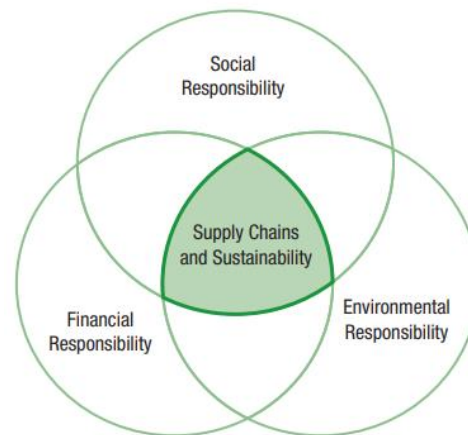 Social
Responsibility
Supply Chains
and Sustainability
Financial
Responsibility
Environmental
Responsibility